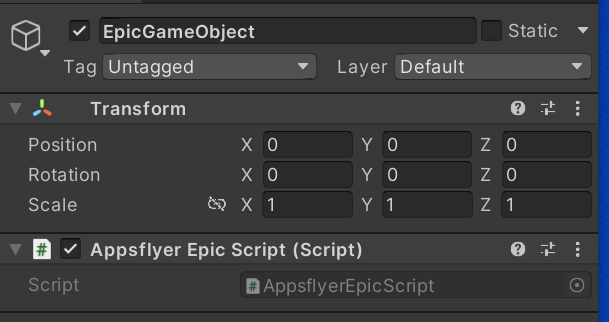 EpicGameObject Static
Tag Untagged Layer Default
Transform
Position X 0 Y 0 Z 0
Rotation X 0 Y 0 Z 0
Scale X 1 Y 1 Z 1
# Appsflyer Epic Script (Script)
Script # AppsflyerEpicScript